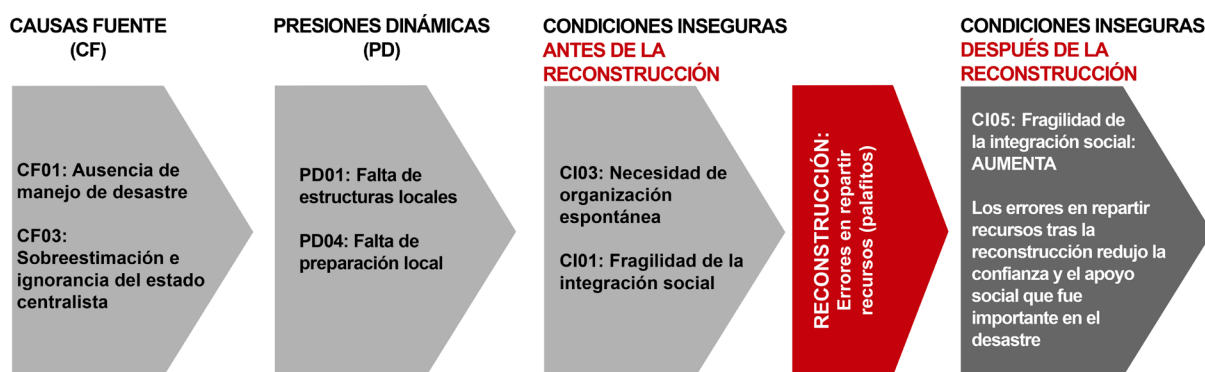 CAUSAS FUENTE
(CF)
CF01: Ausencia de
manejo de desastre
CF03:
Sobreestimación e
ignorancia del estado
centralista
PRESIONES DINÁMICAS
(PD)
PD01: Falta de
estructuras locales
PD04: Falta de
preparación local
CONDICIONES INSEGURAS
ANTES DE LA
RECONSTRUCCIÓN
CI03: Necesidad de
organización
espontánea
CI01: Fragilidad de la
integración social
RECONSTRUCCIÓN:
Errores en repartir
recursos (palafitos)
CONDICIONES INSEGURAS
DESPUÉS DE LA
RECONSTRUCCIÓN
CI05: Fragilidad de
la integración social:
AUMENTA
Los errores en repartir
recursos tras la
reconstrucción redujo la
confianza y el apoyo
social que fue
importante en el
desastre